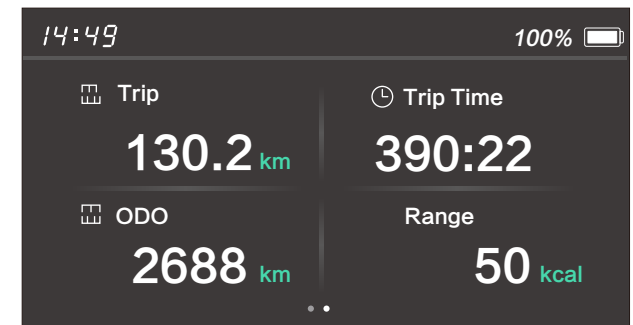 14:49 100%
Trip
Trip Time
130.2 km
390:22
ODO
Range
2688 km
50 kcal